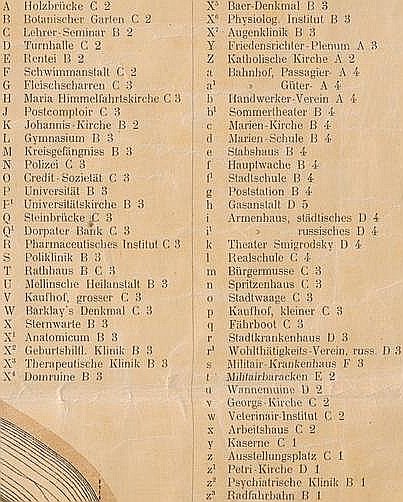 A Holzbrücke C 2
B Botanischer Garten C 2
C Lehrer-Seminar B 2
D Turnhalle C 2
E Rentei B 2
F Schwimmanstalt C 2
G Fleischscharren C 3
H Maria Himmelfahrtskirche C 3
J Postcomptoir C 3
K Johannis-Kirche B 2
L Gymnasium B 3
M Kreisgefängniss B 3
N Polizei C 3
O Credit-Sozietät C 3
P Universität B 3
P¹ Universitätskirche B 3
Q Steinbrücke C 3
Q¹ Dorpater Bank C 3
R Pharmaceutisches Institut C 3
S Poliklinik B 3
T Rathhaus B C 3
U Mellinsche Heilanstalt B 3
V Kaufhof, grosser C 3
W Barklay's Denkmal C 3
X Sternwarte B 3
X¹ Anatomicum B 3
X² Geburtshilfl. Klinik B 3
X³ Therapeutische Klinik B 3
X⁴ Domruine B 3
X⁵ Baer-Denkmal B 3
X⁶ Physiolog. Institut B 3
X⁷ Augenklinik B 3
Y Friedensrichter-Plenum A 3
Z Katholische Kirche A 2
a Bahnhof, Passagier- A 4
a¹ » Güter- A 4
b Handwerker-Verein A 4
b¹ Sommertheater B 4
c Marien-Kirche B 4
d Marien-Schule B 4
e Stabshaus B 4
f Hauptwache B 4
f¹ Stadtschule B 4
g Poststation B 4
h Gasanstalt D 5
i Armenhaus, städtisches D 4
i¹ » russisches D 4
k Theater Smigrodsky D 4
l Realschule C 4
m Bürgermusse C 3
n Spritzenhaus C 3
o Stadtwaage C 3
p Kaufhof, kleiner C 3
q Fährboot C 3
r Stadtkrankenhaus D 3
r¹ Wohlthätigkeits-Verein, russ. D 3
s Militair-Krankenhaus F 3
t Militairbaracken E 2
u Wannemuine D 2
v Georgs-Kirche C 2
w Veterinair-Institut C 2
x Arbeitshaus C 2
y Kaserne C 1
z Ausstellungsplatz C 1
z¹ Petri-Kirche D 1
z² Psychiatrische Klinik B 1
z³ Radfahrbahn B 1